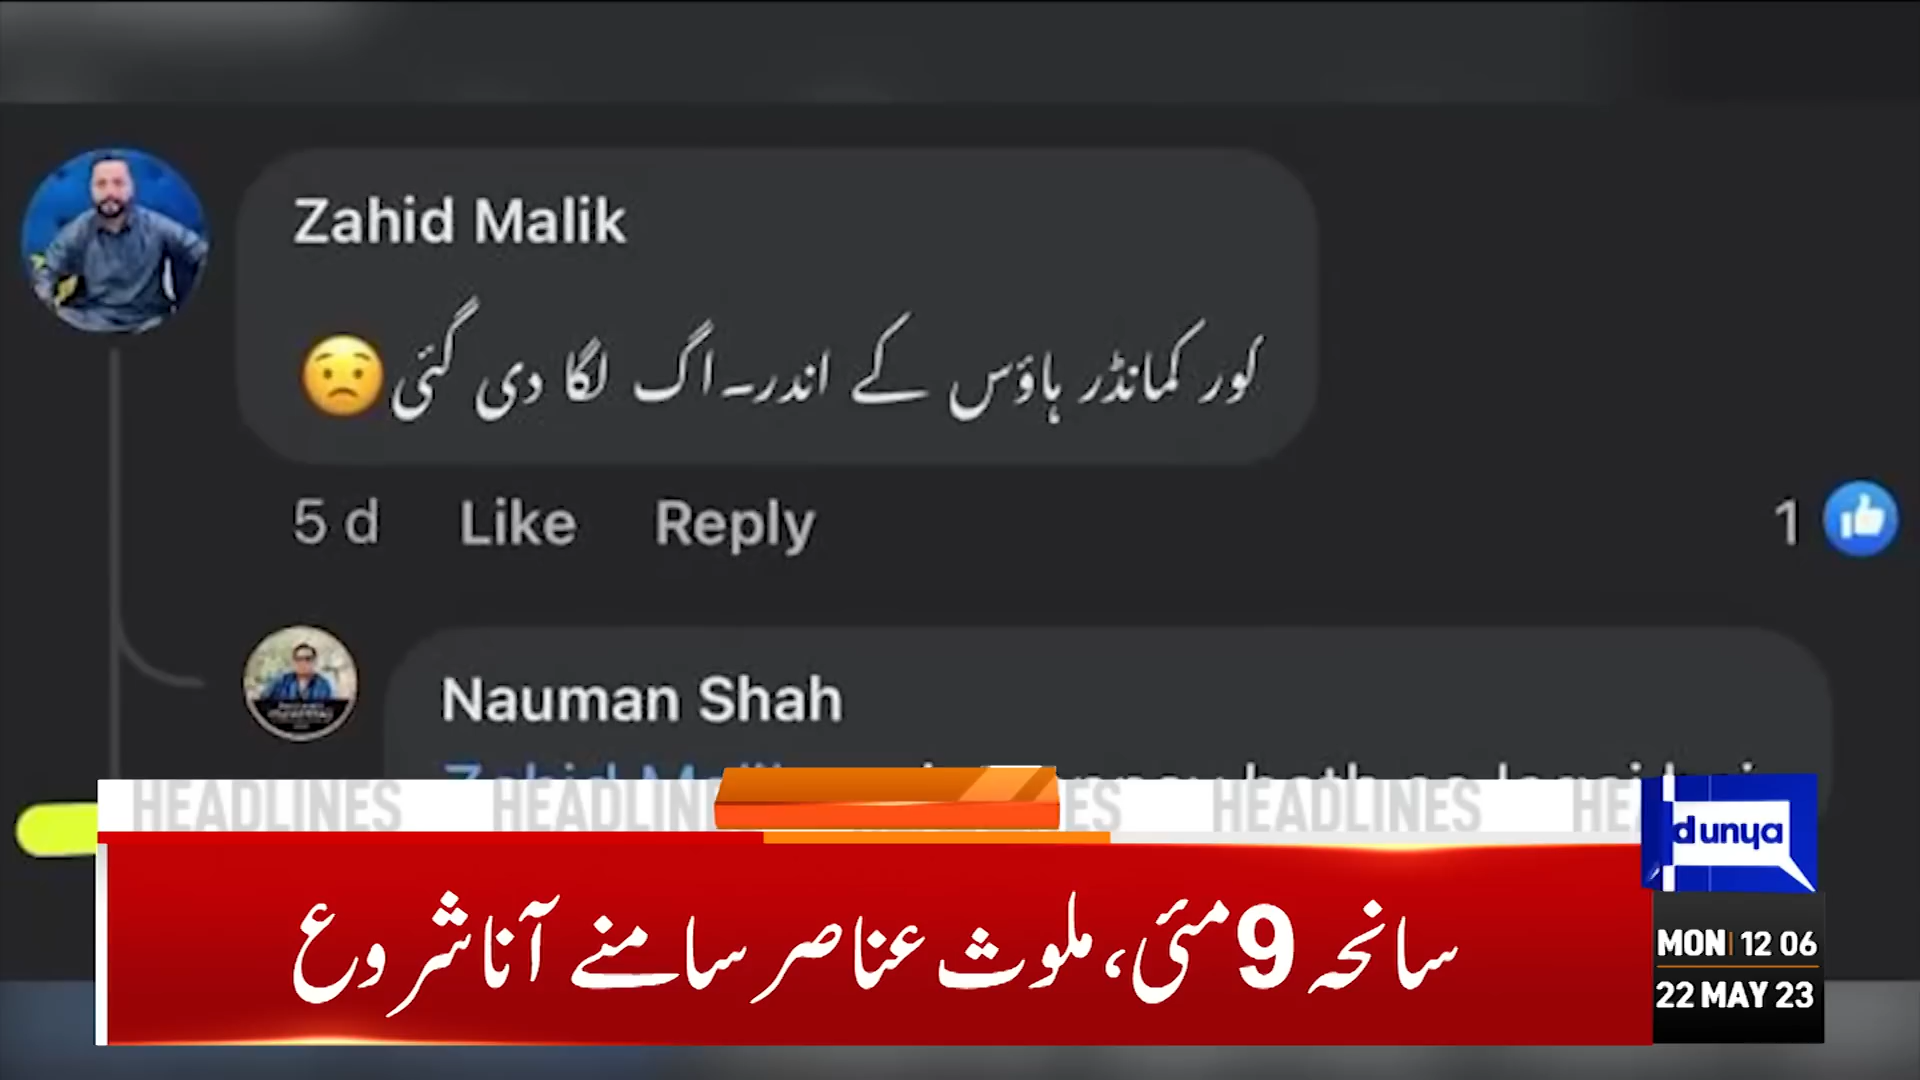 Zahid Malik
کور کمانڈر ہاؤس کے اندر۔اگ لگا دی گئی😟
5 d Like Reply 1
Nauman Shah
HEADLINES HEADLINES HEADLINES
dunya
سانحہ 9 مئی، ملوث عناصر سامنے آنا شروع
MON 12 06
22 MAY 23